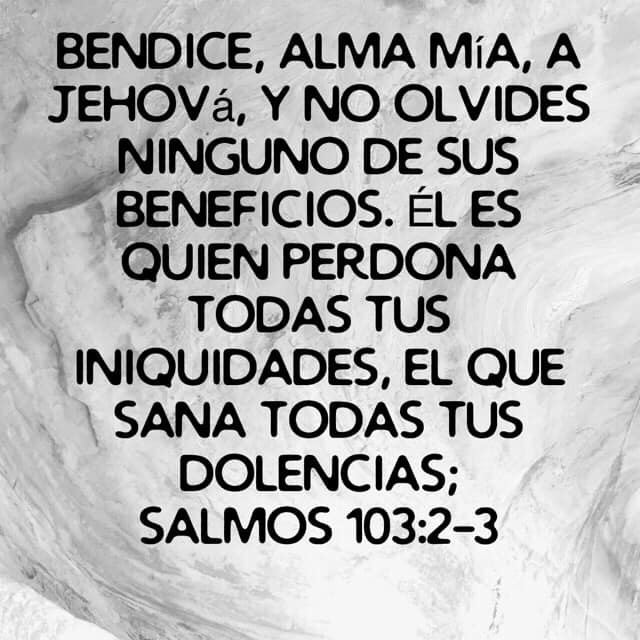 BENDICE, ALMA Mía, A
JEHOVá, Y NO OLVIDES
NINGUNO DE SUS
BENEFICIOS. ÉL ES
QUIEN PERDONA
TODAS TUS
INIQUIDADES, EL QUE
SANA TODAS TUS
DOLENCIAS;
SALMOS 103:2-3